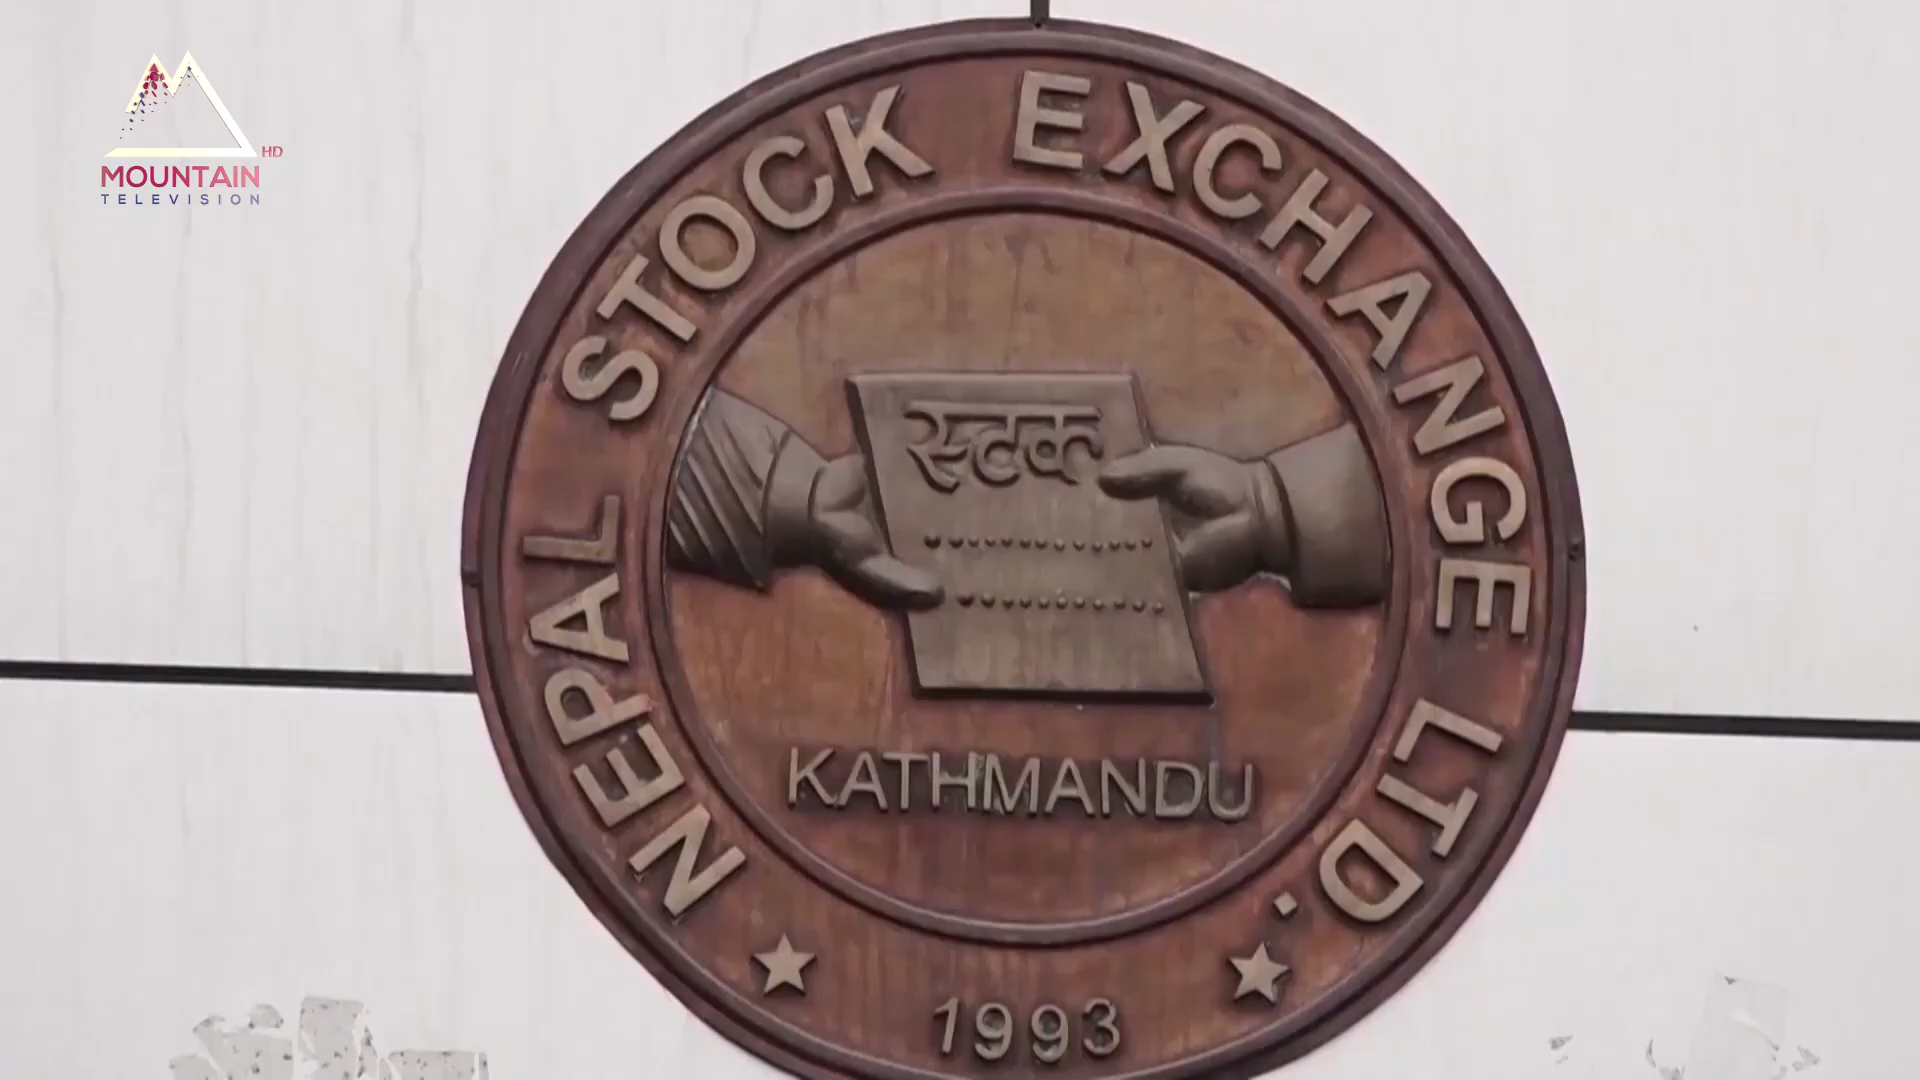 HD
MOUNTAIN
TELEVISION
NEPAL STOCK EXCHANGE LTD.
स्टक
KATHMANDU
1993